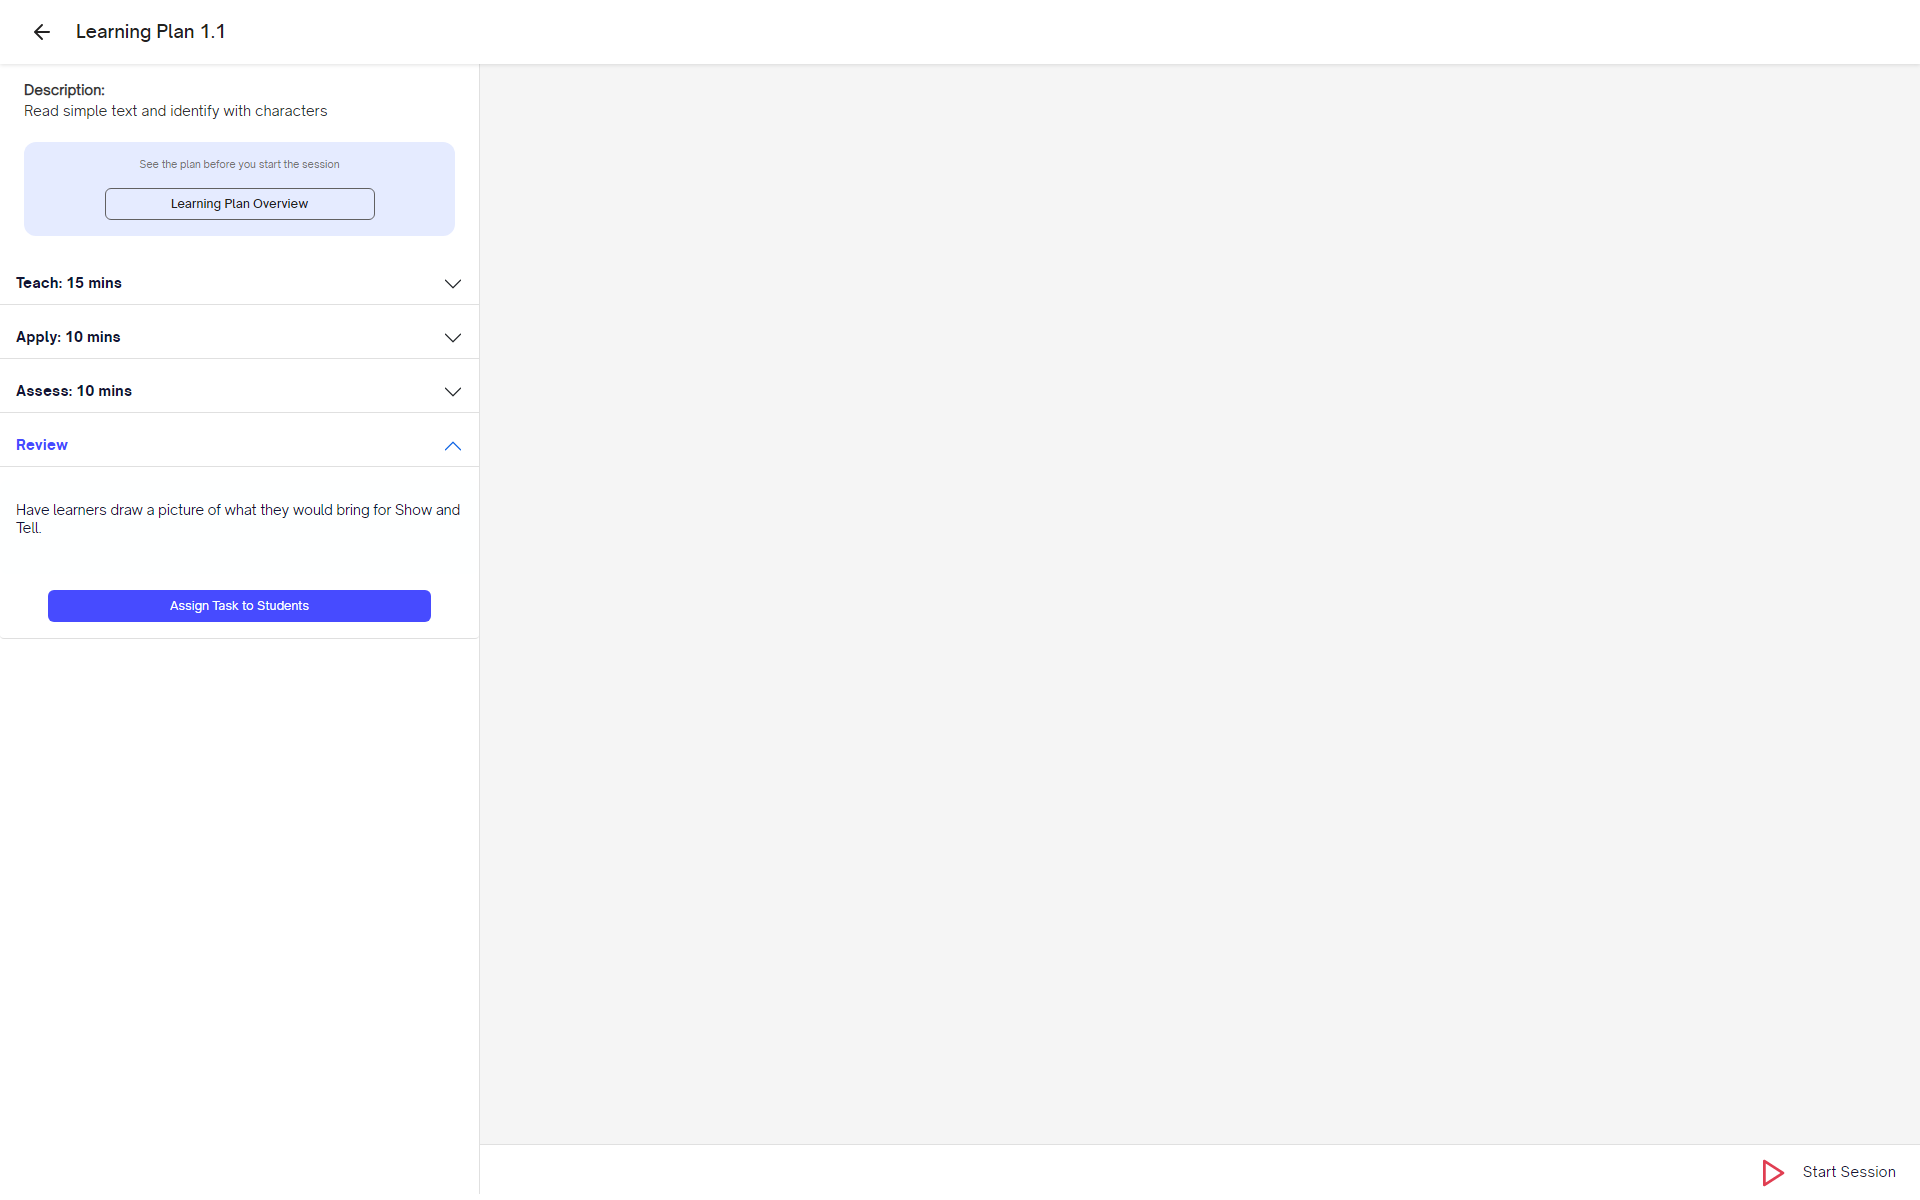 Learning Plan 1.1
Description:
Read simple text and identify with characters
See the plan before you start the session
Learning Plan Overview
Teach: 15 mins
Apply: 10 mins
Assess: 10 mins
Review
Have learners draw a picture of what they would bring for Show and
Tell.
Assign Task to Students
Start Session